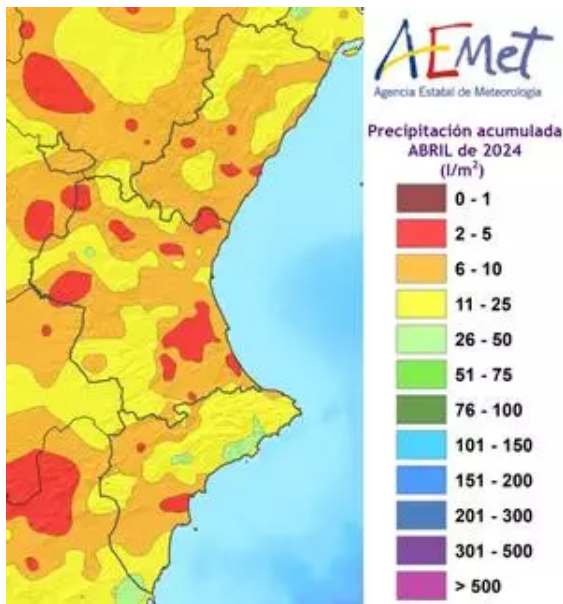 AEMet
Agencia Estatal de Meteorología
Precipitación acumulada
ABRIL de 2024
(l/m²)
0 - 1
2 - 5
6 - 10
11 - 25
26 - 50
51 - 75
76 - 100
101 - 150
151 - 200
201 - 300
301 - 500
> 500